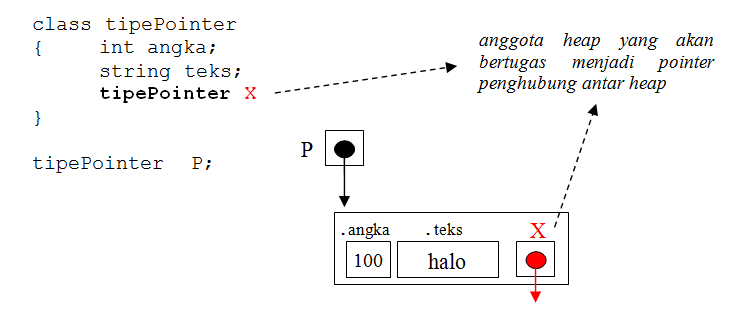 class tipePointer
{ int angka;
string teks;
tipePointer X
}
tipePointer P;
anggota heap yang akan
bertugas menjadi pointer
penghubung antar heap
P
.angka .teks X
100 halo